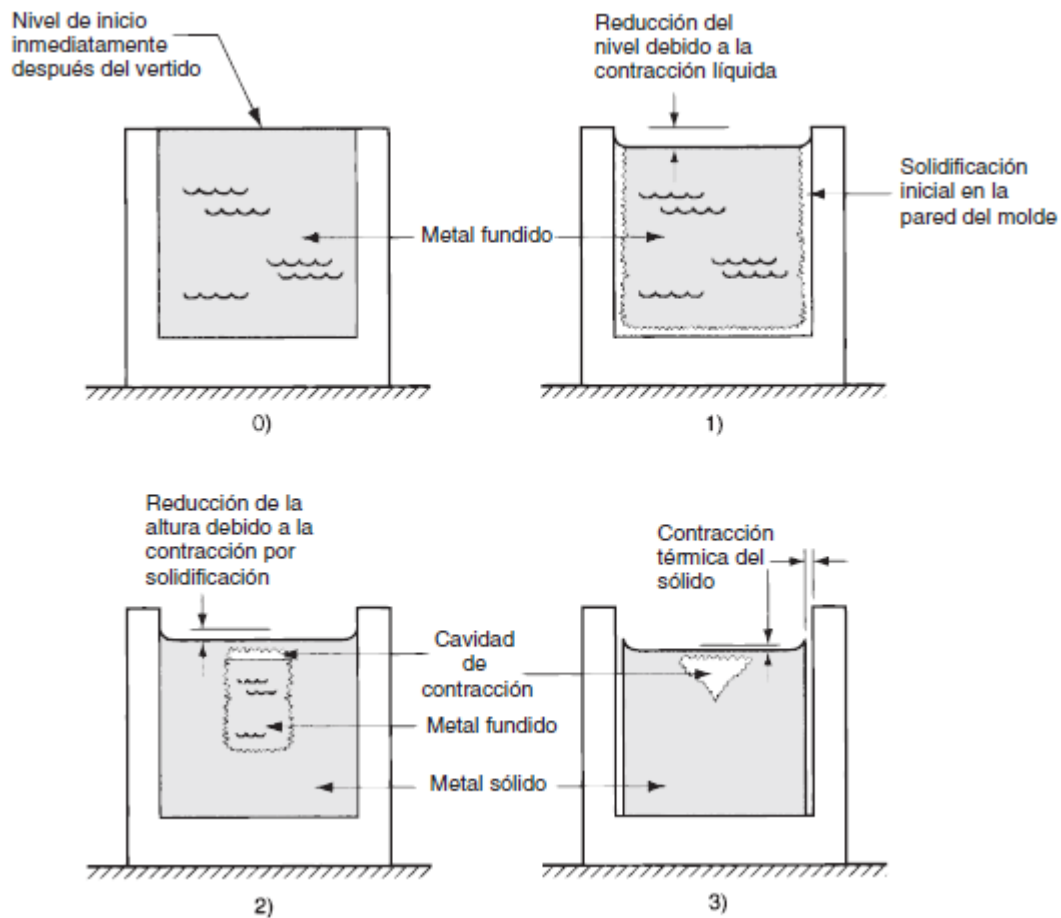 Nivel de inicio
inmediatamente
después del vertido
Reducción del
nivel debido a la
contracción líquida
Solidificación
inicial en la
pared del molde
Metal fundido
0)
1)
Reducción de la
altura debido a la
contracción por
solidificación
Contracción
térmica del
sólido
Cavidad
de
contracción
Metal fundido
Metal sólido
2)
3)